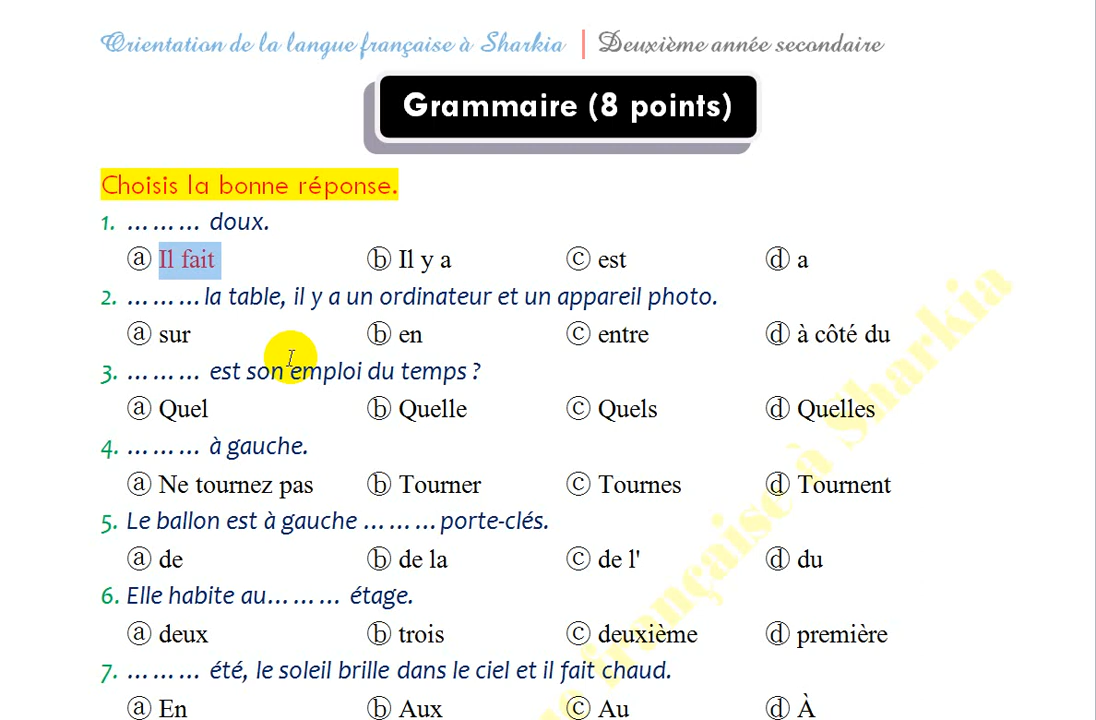 Orientation de la langue française à Sharkia | Deuxième année secondaire
Grammaire (8 points)
Choisis la bonne réponse.
1. ……… doux.
ⓐ Il fait ⓑ Il y a ⓒ est ⓓ a
2. ……… la table, il y a un ordinateur et un appareil photo.
ⓐ sur ⓑ en ⓒ entre ⓓ à côté du
3. ……… est son emploi du temps ?
ⓐ Quel ⓑ Quelle ⓒ Quels ⓓ Quelles
4. ……… à gauche.
ⓐ Ne tournez pas ⓑ Tourner ⓒ Tournes ⓓ Tournent
5. Le ballon est à gauche ……… porte-clés.
ⓐ de ⓑ de la ⓒ de l' ⓓ du
6. Elle habite au……… étage.
ⓐ deux ⓑ trois ⓒ deuxième ⓓ première
7. ……… été, le soleil brille dans le ciel et il fait chaud.
ⓐ En ⓑ Aux ⓒ Au ⓓ À
française à Sharkia